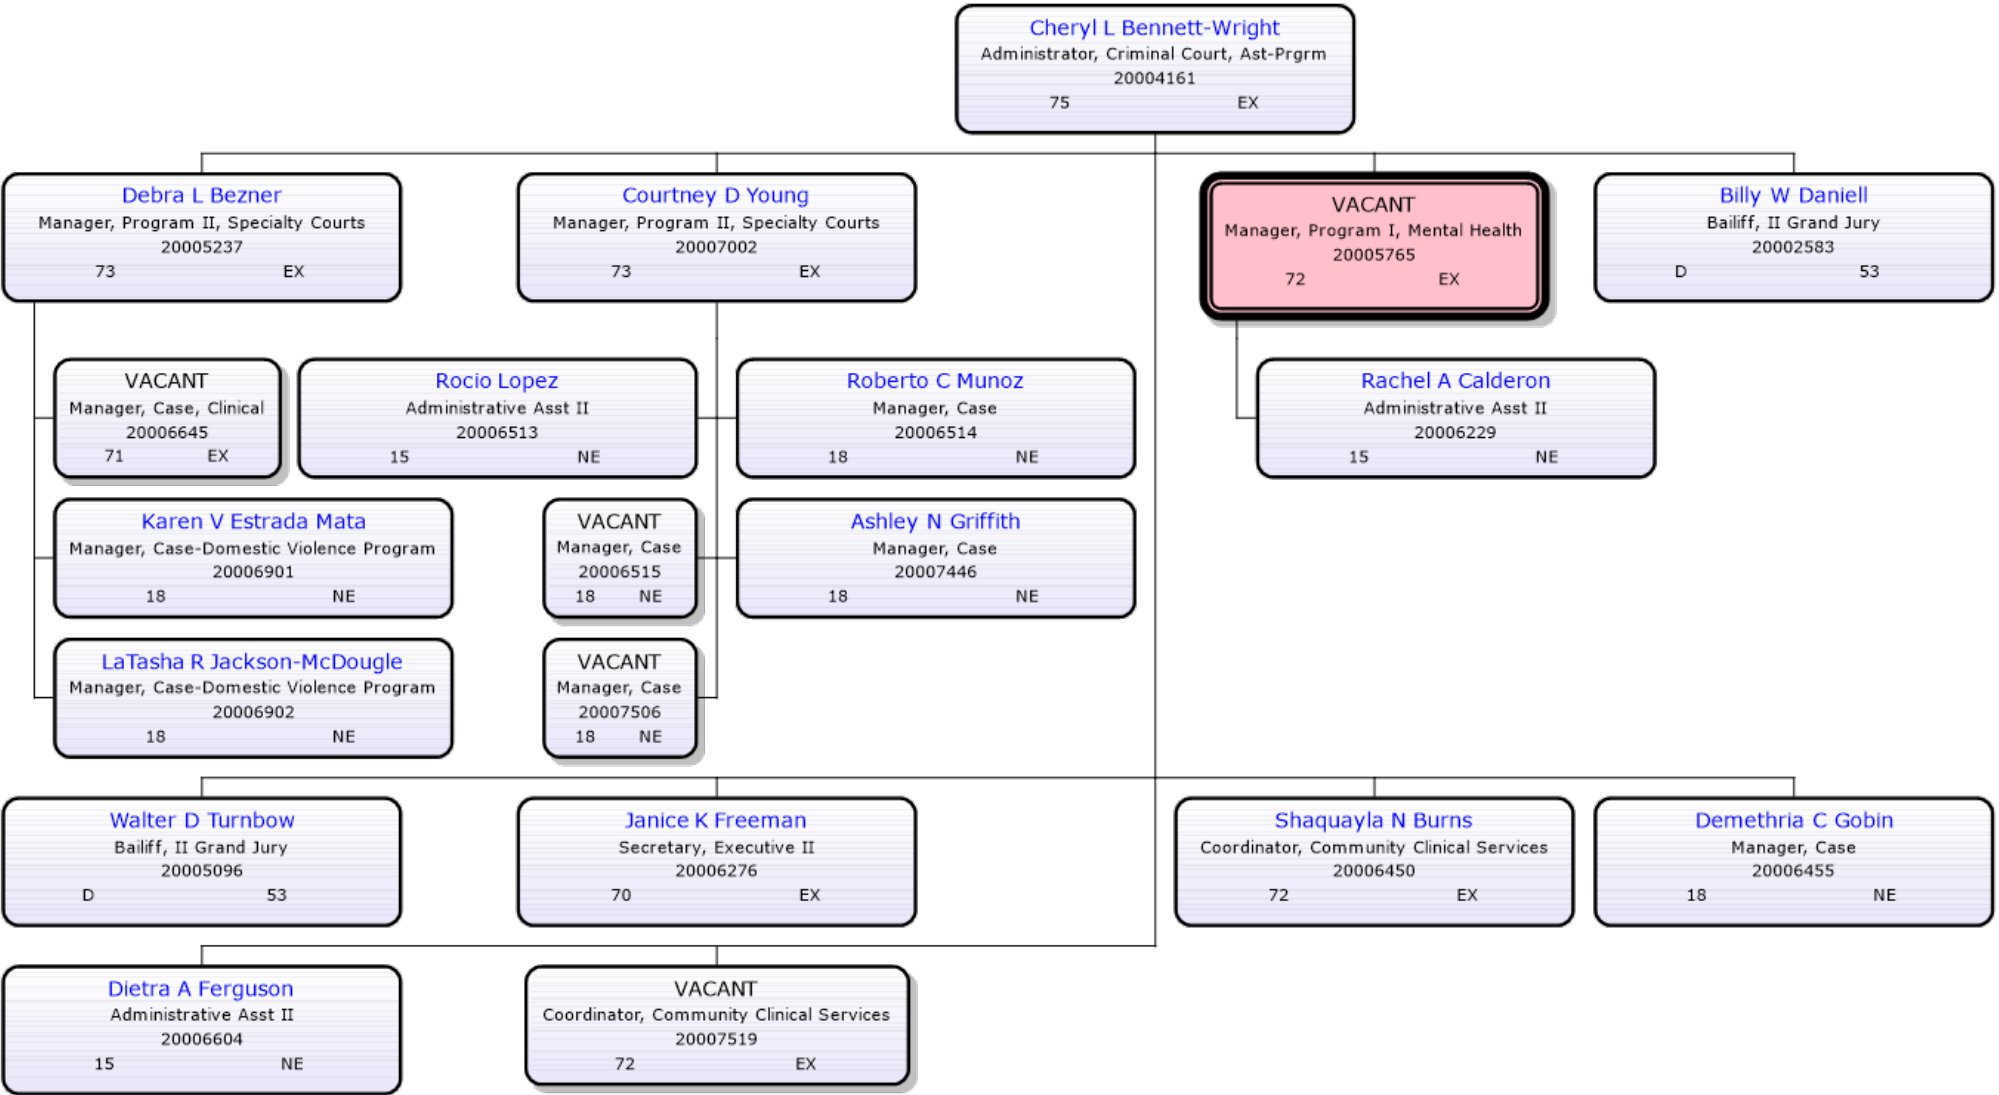 Cheryl L Bennett-Wright
Administrator, Criminal Court, Ast-Prgrm
20004161
75 EX
Debra L Bezner
Manager, Program II, Specialty Courts
20005237
73 EX
Courtney D Young
Manager, Program II, Specialty Courts
20007002
73 EX
VACANT
Manager, Program I, Mental Health
20005765
72 EX
Billy W Daniell
Bailiff, II Grand Jury
20002583
D 53
VACANT
Manager, Case, Clinical
20006645
71 EX
Rocio Lopez
Administrative Asst II
20006513
15 NE
Roberto C Munoz
Manager, Case
20006514
18 NE
Rachel A Calderon
Administrative Asst II
20006229
15 NE
Karen V Estrada Mata
Manager, Case-Domestic Violence Program
20006901
18 NE
VACANT
Manager, Case
20006515
18 NE
Ashley N Griffith
Manager, Case
20007446
18 NE
LaTasha R Jackson-McDougle
Manager, Case-Domestic Violence Program
20006902
18 NE
VACANT
Manager, Case
20007506
18 NE
Walter D Turnbow
Bailiff, II Grand Jury
20005096
D 53
Janice K Freeman
Secretary, Executive II
20006276
70 EX
Shaquayla N Burns
Coordinator, Community Clinical Services
20006450
72 EX
Demethria C Gobin
Manager, Case
20006455
18 NE
Dietra A Ferguson
Administrative Asst II
20006604
15 NE
VACANT
Coordinator, Community Clinical Services
20007519
72 EX